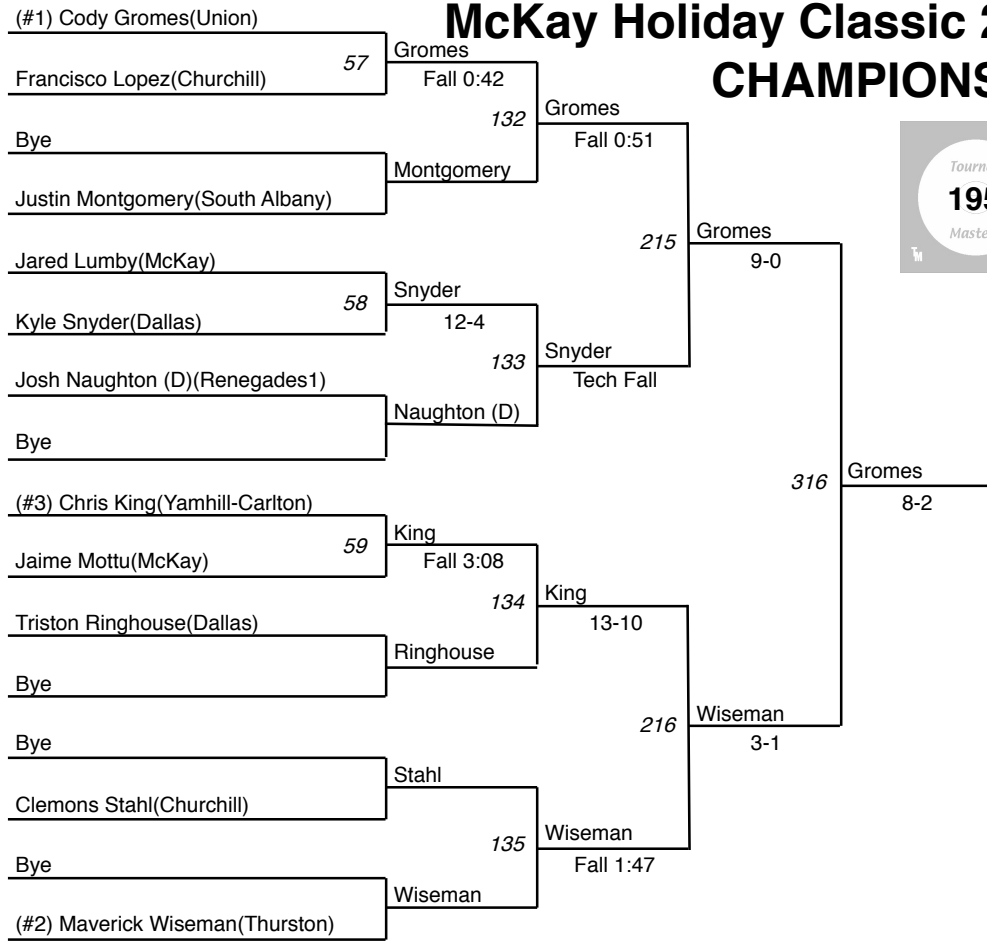 McKay Holiday Classic
CHAMPIONS
(#1) Cody Gromes(Union)
57
Gromes
Francisco Lopez(Churchill)
Fall 0:42
132
Gromes
Bye
Fall 0:51
Montgomery
Justin Montgomery(South Albany)
Tourn
195
Maste
TM
215
Gromes
9-0
Jared Lumby(McKay)
58
Snyder
Kyle Snyder(Dallas)
12-4
133
Snyder
Josh Naughton (D)(Renegades1)
Tech Fall
Naughton (D)
Bye
316
Gromes
8-2
(#3) Chris King(Yamhill-Carlton)
59
King
Jaime Mottu(McKay)
Fall 3:08
134
King
Triston Ringhouse(Dallas)
13-10
Ringhouse
Bye
216
Wiseman
3-1
Bye
Stahl
Clemons Stahl(Churchill)
135
Wiseman
Bye
Fall 1:47
Wiseman
(#2) Maverick Wiseman(Thurston)